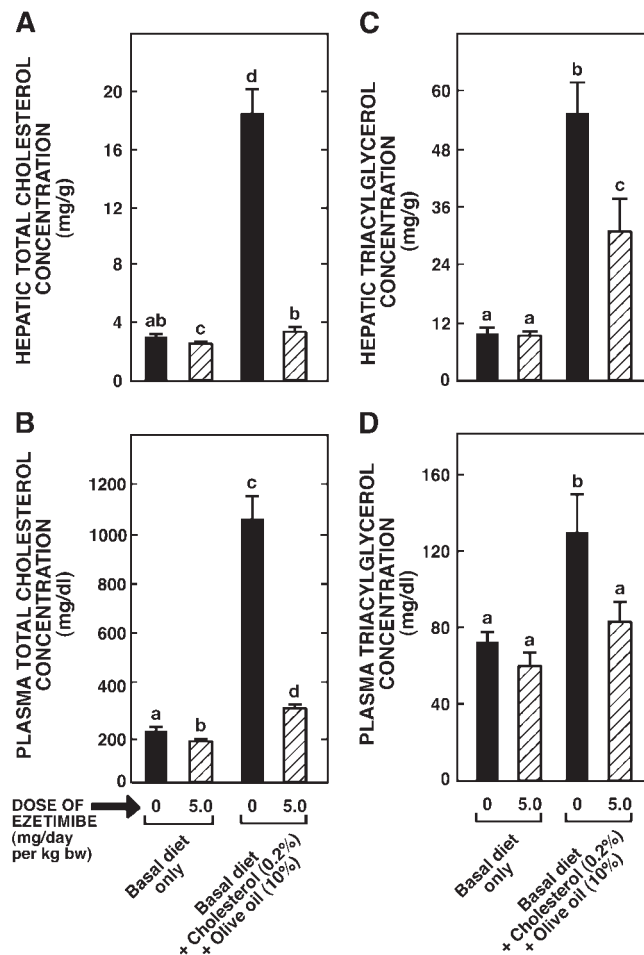 A
HEPATIC TOTAL CHOLESTEROL
CONCENTRATION
(mg/g)
20
16
12
8
4
0
ab
c
d
b
C
HEPATIC TRIACYLGLYCEROL
CONCENTRATION
(mg/g)
60
48
36
24
12
0
a
a
b
c
B
PLASMA TOTAL CHOLESTEROL
CONCENTRATION
(mg/dl)
1200
1000
800
600
400
200
0
a
b
c
d
D
PLASMA TRIACYLGLYCEROL
CONCENTRATION
(mg/dl)
160
120
80
40
0
a
a
b
a
DOSE OF
EZETIMIBE
(mg/day
per kg bw)
0 5.0 0 5.0
Basal diet
only
Basal diet
+ Cholesterol (0.2%)
+ Olive oil (10%)
0 5.0 0 5.0
Basal diet
only
Basal diet
+ Cholesterol (0.2%)
+ Olive oil (10%)